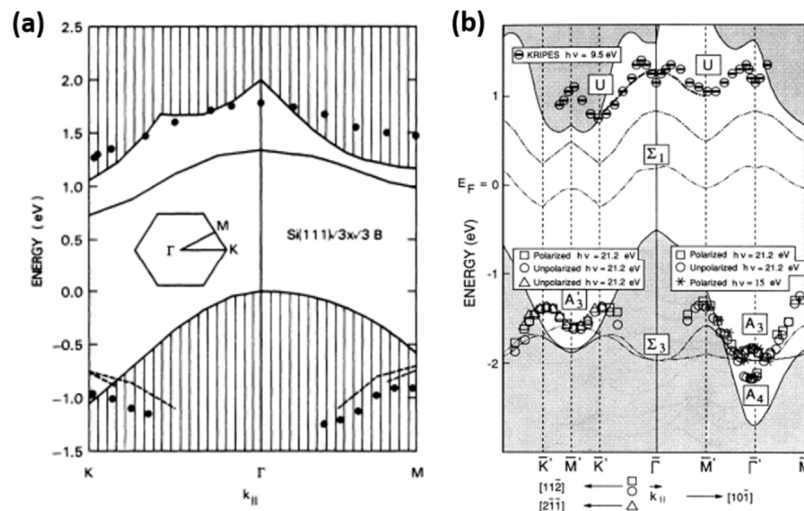 (a)
2.5
2.0
1.5
1.0
0.5
0.0
-0.5
-1.0
-1.5
ENERGY (eV)
M
Γ
K
Si(111)√3x√3 B
K
Γ
M
k||
(b)
KRIPES hν = 9.5 eV
U
U
1
E_F = 0
-1
-2
ENERGY (eV)
Σ1
Polarized hν = 21.2 eV
Unpolarized hν = 21.2 eV
Unpolarized hν = 21.2 eV
Polarized hν = 21.2 eV
Unpolarized hν = 21.2 eV
Polarized hν = 15 eV
A3
A3
Σ3
A4
K̄'
M̄'
K̄'
Γ̄
M̄'
Γ̄'
[112̄]
k||
[101̄]
[21̄1̄]